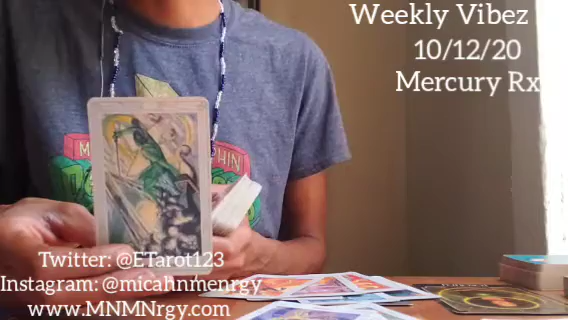 Weekly Vibez
10/12/20
Mercury Rx
Twitter: @ETarot123
Instagram: @micahnmenrgy
www.MNMNrgy.com